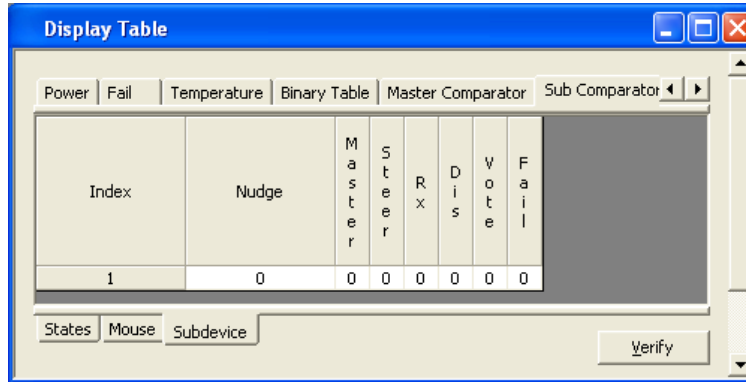 Display Table
Power Fail Temperature Binary Table Master Comparator Sub Comparator
Index Nudge Master Steer Rx Dis Vote Fail
1 0 0 0 0 0 0 0
States Mouse Subdevice
Verify